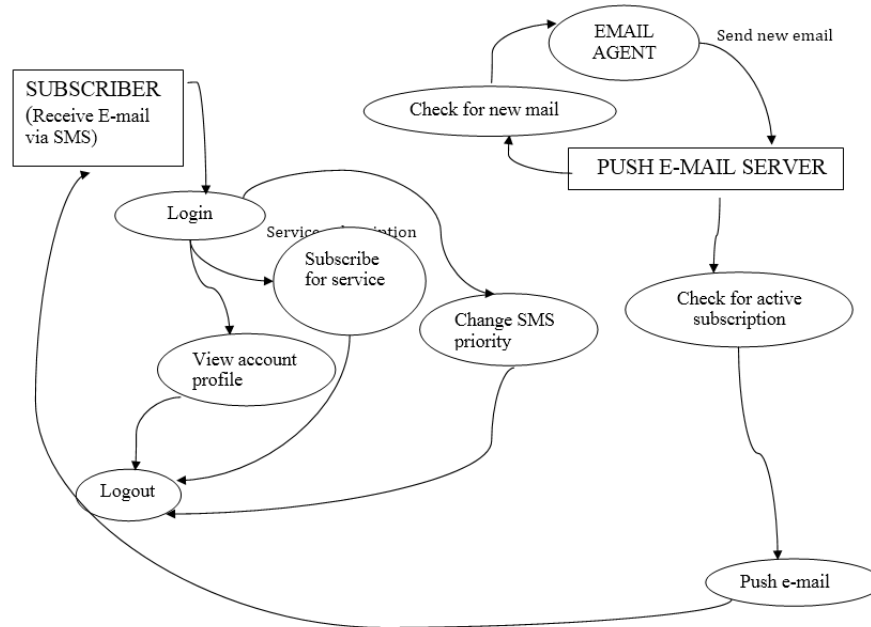 EMAIL
AGENT
Send new email
SUBSCRIBER
(Receive E-mail
via SMS)
Check for new mail
PUSH E-MAIL SERVER
Login
Service
Subscribe
for service
Check for active
subscription
Change SMS
priority
View account
profile
Logout
Push e-mail